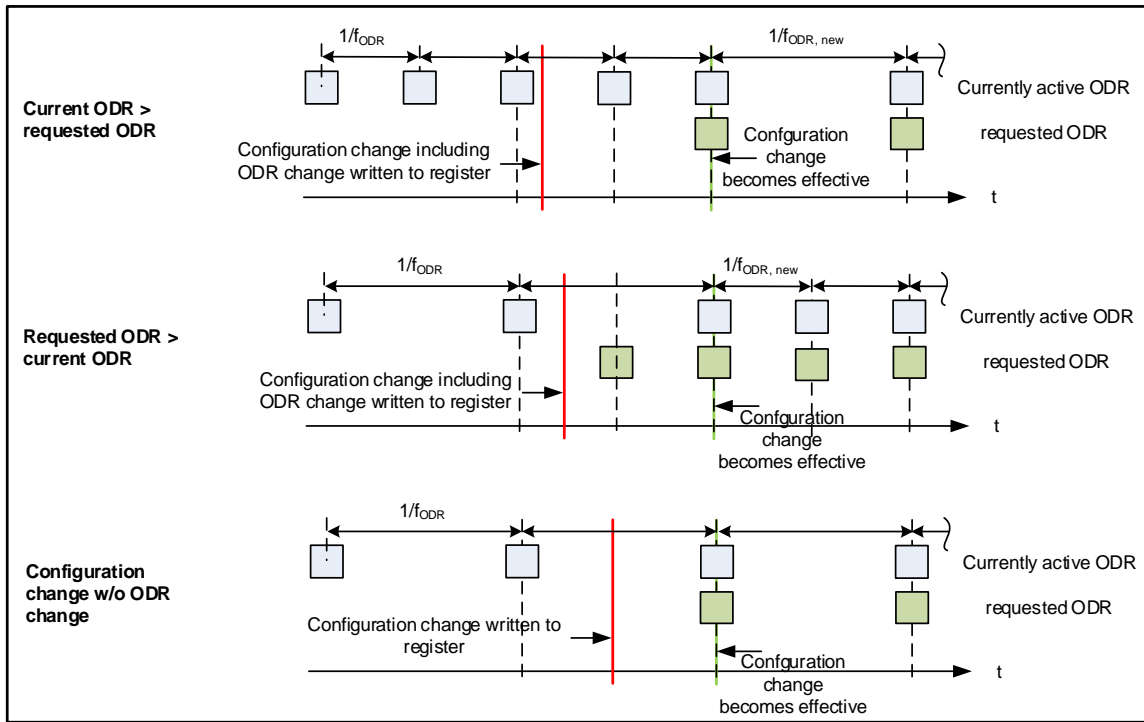 1/fODR
1/fODR, new
Current ODR >
requested ODR
Currently active ODR
requested ODR
Configuration change including
ODR change written to register
Confguration
change
becomes effective
t
1/fODR
1/fODR, new
Requested ODR >
current ODR
Currently active ODR
requested ODR
Configuration change including
ODR change written to register
Confguration
change
becomes effective
t
1/fODR
Configuration
change w/o ODR
change
Currently active ODR
requested ODR
Configuration change written to
register
Confguration
change
becomes effective
t